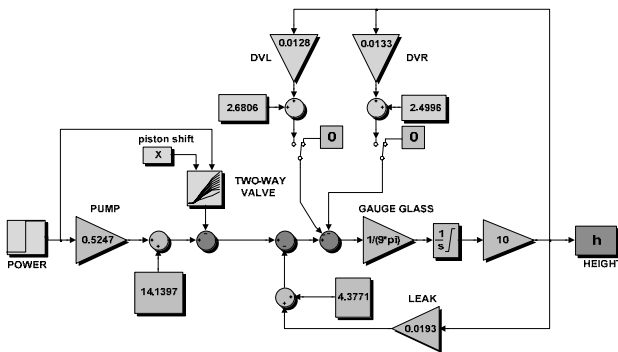 0.0128
0.0133
DVL
DVR
2.6806
2.4996
0
0
piston shift
X
TWO-WAY
VALVE
PUMP
GAUGE GLASS
0.5247
1/(9*pi)
1
s
10
h
POWER
HEIGHT
14.1397
4.3771
LEAK
0.0193